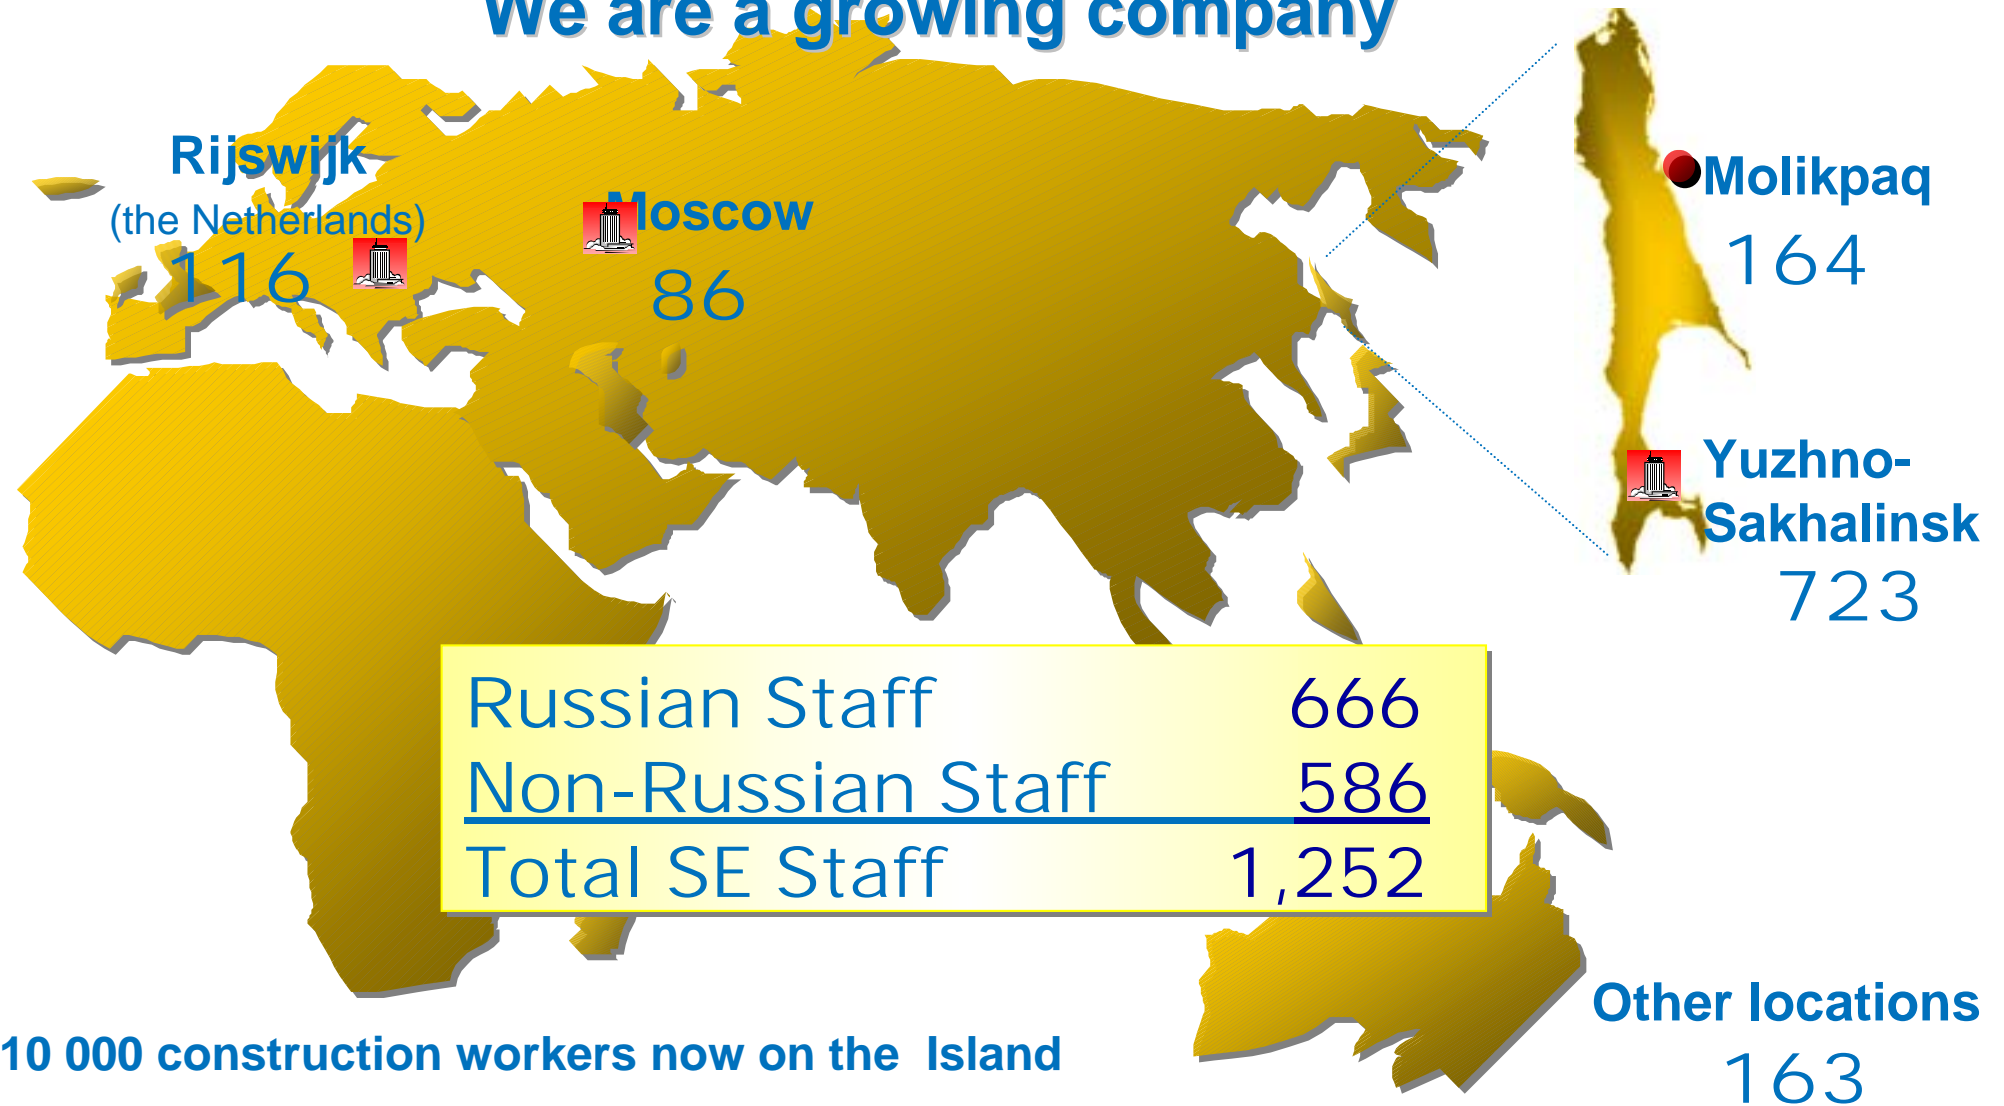 We are a growing company
Rijswijk
(the Netherlands)
116
Moscow
86
Molikpaq
164
Yuzhno-
Sakhalinsk
723
Russian Staff 666
Non-Russian Staff 586
Total SE Staff 1,252
Other locations
163
10 000 construction workers now on the Island